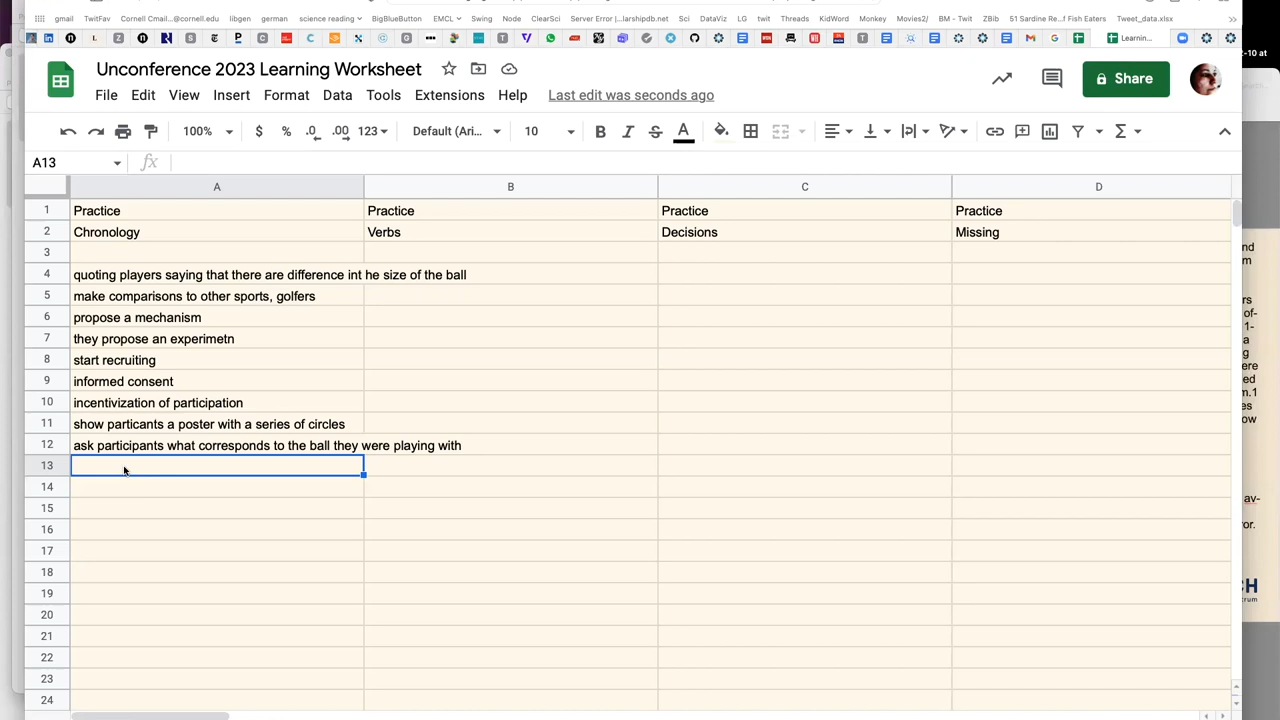 gmail TwitFav Cornell Cmail...@cornell.edu libgen german science reading BigBlueButton EMCL Swing Node ClearSci Server Error |...larshipdb.net Sci DataViz LG twit Threads KidWord Monkey Movies2/ BM - Twit ZBib 51 Sardine Re...f Fish Eaters Tweet_data.xlsx
Learnin...
2-10 at
Unconference 2023 Learning Worksheet
Share
File Edit View Insert Format Data Tools Extensions Help Last edit was seconds ago
100% $ % .0 .00 123 Default (Ari... 10
A13 fx
A B C D
1 Practice Practice Practice Practice
2 Chronology Verbs Decisions Missing
3
4 quoting players saying that there are difference int he size of the ball
5 make comparisons to other sports, golfers
6 propose a mechanism
7 they propose an experimetn
8 start recruiting
9 informed consent
10 incentivization of participation
11 show particants a poster with a series of circles
12 ask participants what corresponds to the ball they were playing with
13
14
15
16
17
18
19
20
21
22
23
24